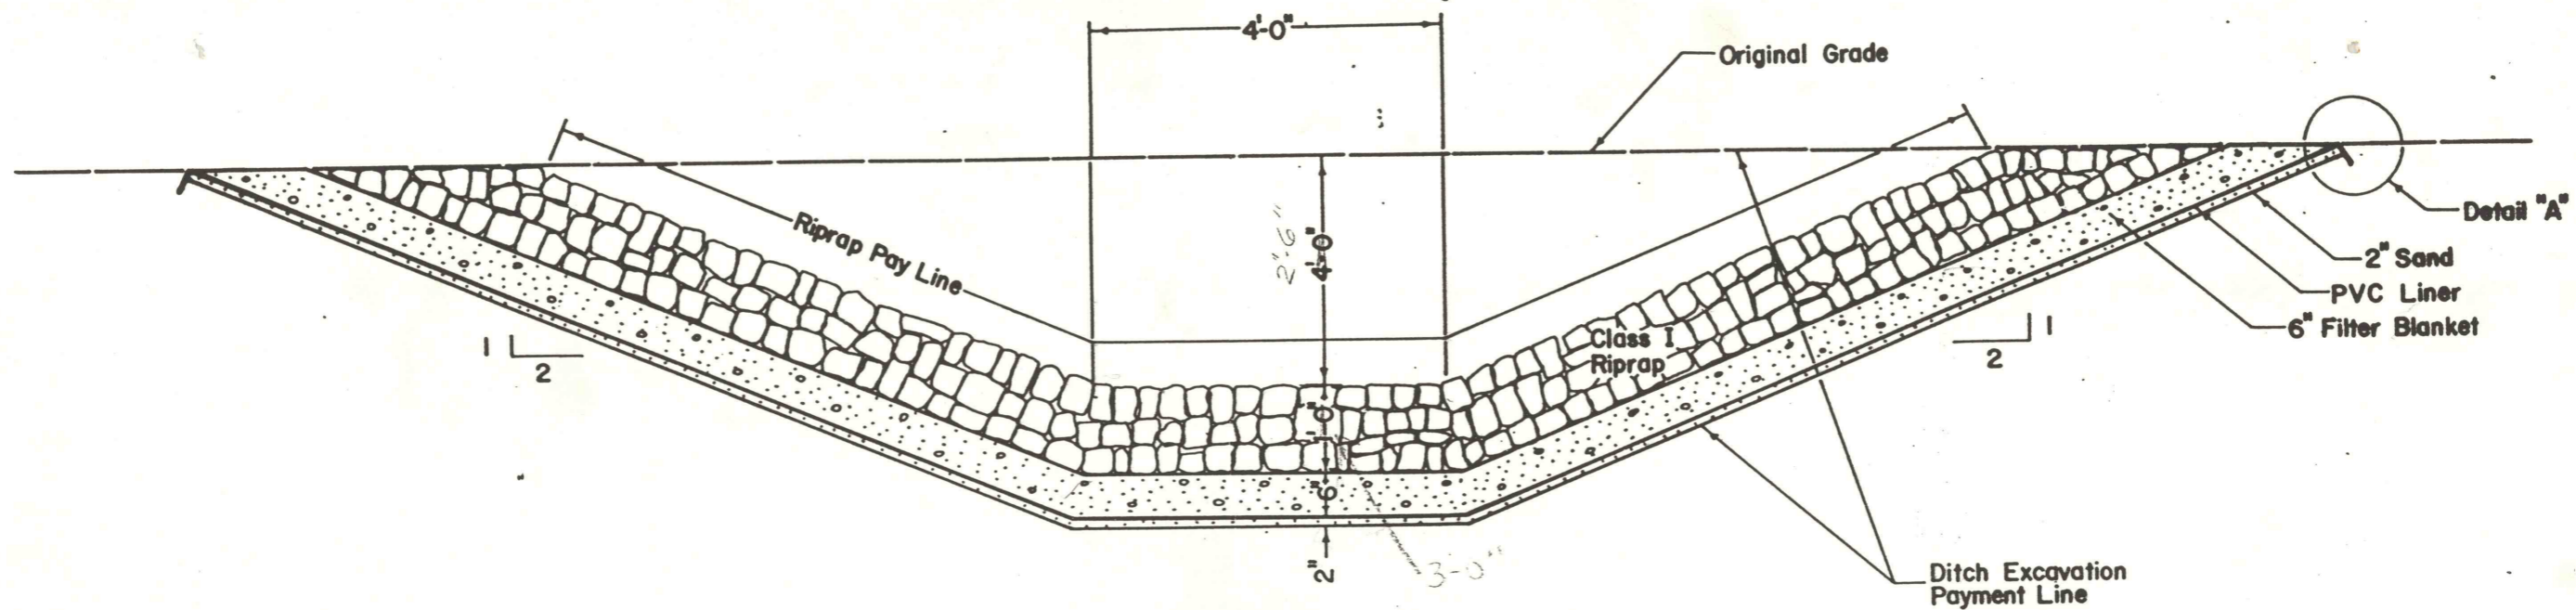 4'-0"
Original Grade
Riprap Pay Line
2'-6"
4'-0"
Detail "A"
2" Sand
PVC Liner
6" Filter Blanket
1
2
Class I
Riprap
1
2
1'-0"
6"
2"
3-0"
Ditch Excavation
Payment Line